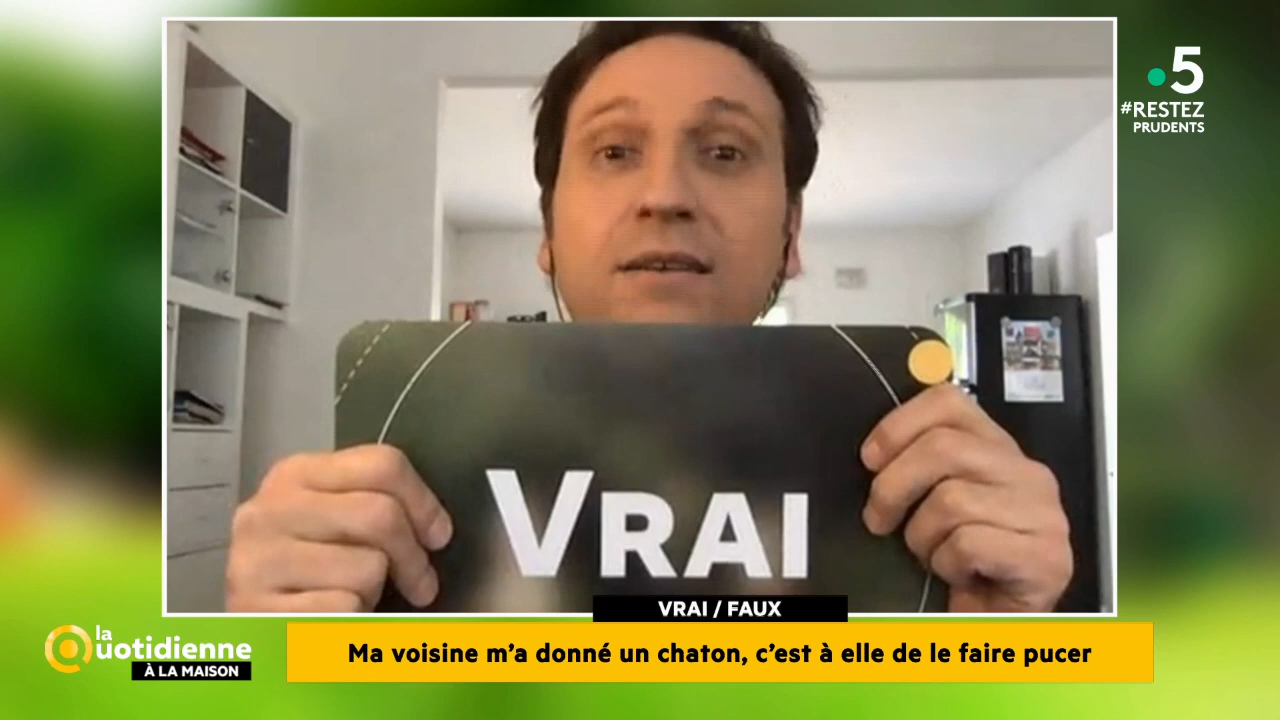 5
#RESTEZ
PRUDENTS
VRAI
VRAI / FAUX
Ma voisine m'a donné un chaton, c'est à elle de le faire pucer
la
Quotidienne
À LA MAISON